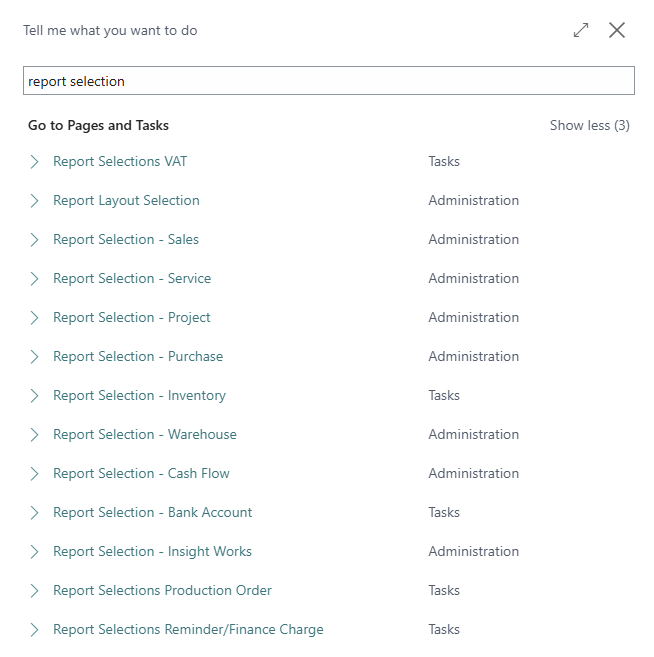 Tell me what you want to do
report selection
Go to Pages and Tasks Show less (3)
Report Selections VAT Tasks
Report Layout Selection Administration
Report Selection - Sales Administration
Report Selection - Service Administration
Report Selection - Project Administration
Report Selection - Purchase Administration
Report Selection - Inventory Tasks
Report Selection - Warehouse Administration
Report Selection - Cash Flow Administration
Report Selection - Bank Account Tasks
Report Selection - Insight Works Administration
Report Selections Production Order Tasks
Report Selections Reminder/Finance Charge Tasks